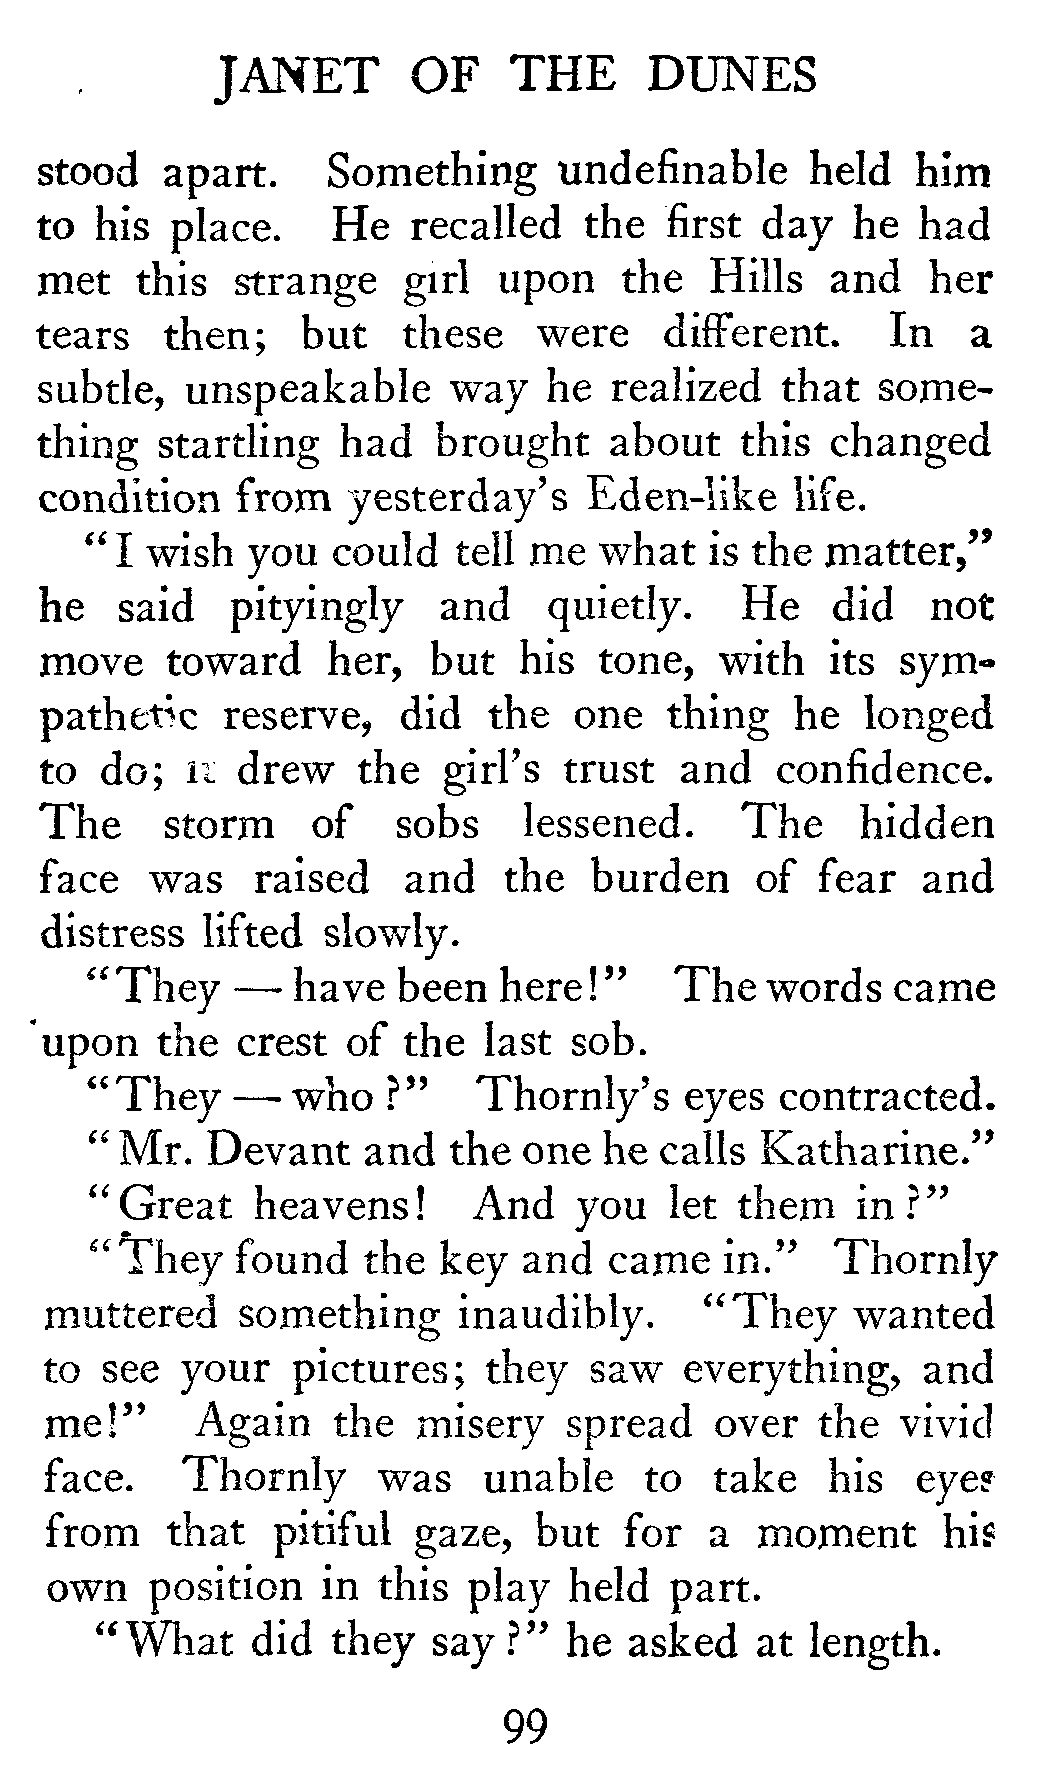 JANET OF THE DUNES
stood apart. Something undefinable held him
to his place. He recalled the first day he had
met this strange girl upon the Hills and her
tears then; but these were different. In a
subtle, unspeakable way he realized that some-
thing startling had brought about this changed
condition from yesterday's Eden-like life.
"I wish you could tell me what is the matter,"
he said pityingly and quietly. He did not
move toward her, but his tone, with its sym-
pathetic reserve, did the one thing he longed
to do; it drew the girl's trust and confidence.
The storm of sobs lessened. The hidden
face was raised and the burden of fear and
distress lifted slowly.
"They — have been here!" The words came
upon the crest of the last sob.
"They — who?" Thornly's eyes contracted.
"Mr. Devant and the one he calls Katharine."
"Great heavens! And you let them in?"
"They found the key and came in." Thornly
muttered something inaudibly. "They wanted
to see your pictures; they saw everything, and
me!" Again the misery spread over the vivid
face. Thornly was unable to take his eyes
from that pitiful gaze, but for a moment his
own position in this play held part.
"What did they say?" he asked at length.
99